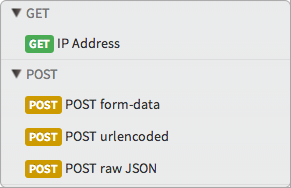 GET
GET IP Address
POST
POST POST form-data
POST POST urlencoded
POST POST raw JSON